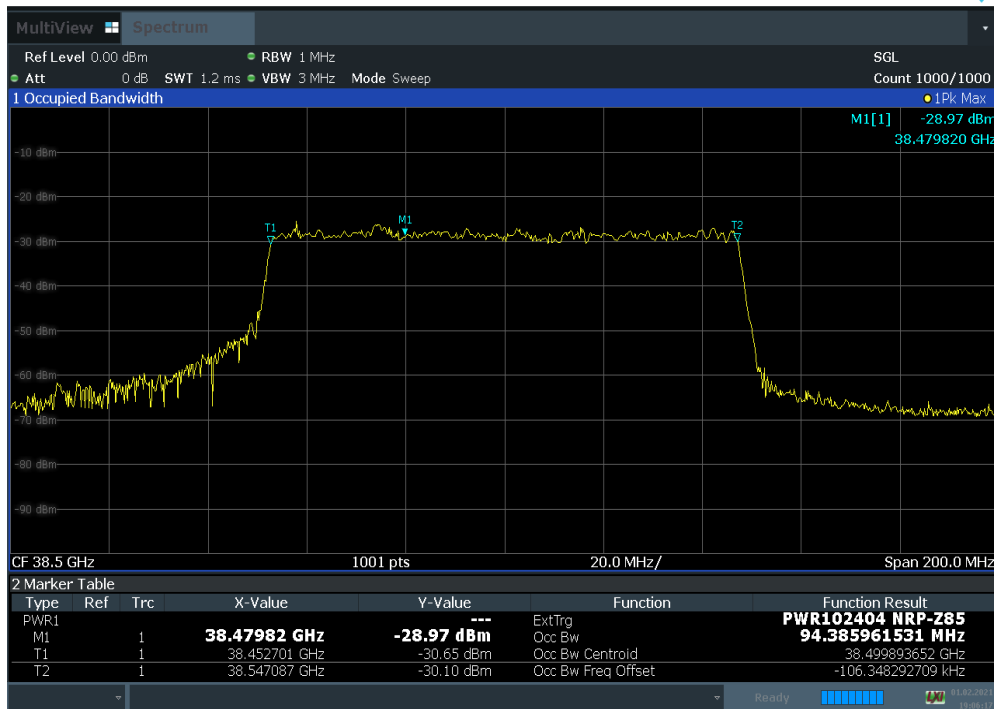 MultiView Spectrum
Ref Level 0.00 dBm RBW 1 MHz SGL
Att 0 dB SWT 1.2 ms VBW 3 MHz Mode Sweep Count 1000/1000
1 Occupied Bandwidth 1Pk Max
M1[1] -28.97 dBm
38.479820 GHz
-10 dBm
-20 dBm
T1 M1 T2
-30 dBm
-40 dBm
-50 dBm
-60 dBm
-70 dBm
-80 dBm
-90 dBm
CF 38.5 GHz 1001 pts 20.0 MHz/ Span 200.0 MHz
2 Marker Table
Type Ref Trc X-Value Y-Value Function Function Result
PWR1 --- ExtTrg PWR102404 NRP-Z85
M1 1 38.47982 GHz -28.97 dBm Occ Bw 94.385961531 MHz
T1 1 38.452701 GHz -30.65 dBm Occ Bw Centroid 38.499893652 GHz
T2 1 38.547087 GHz -30.10 dBm Occ Bw Freq Offset -106.348292709 kHz
Ready 01.02.2021
19:06:17